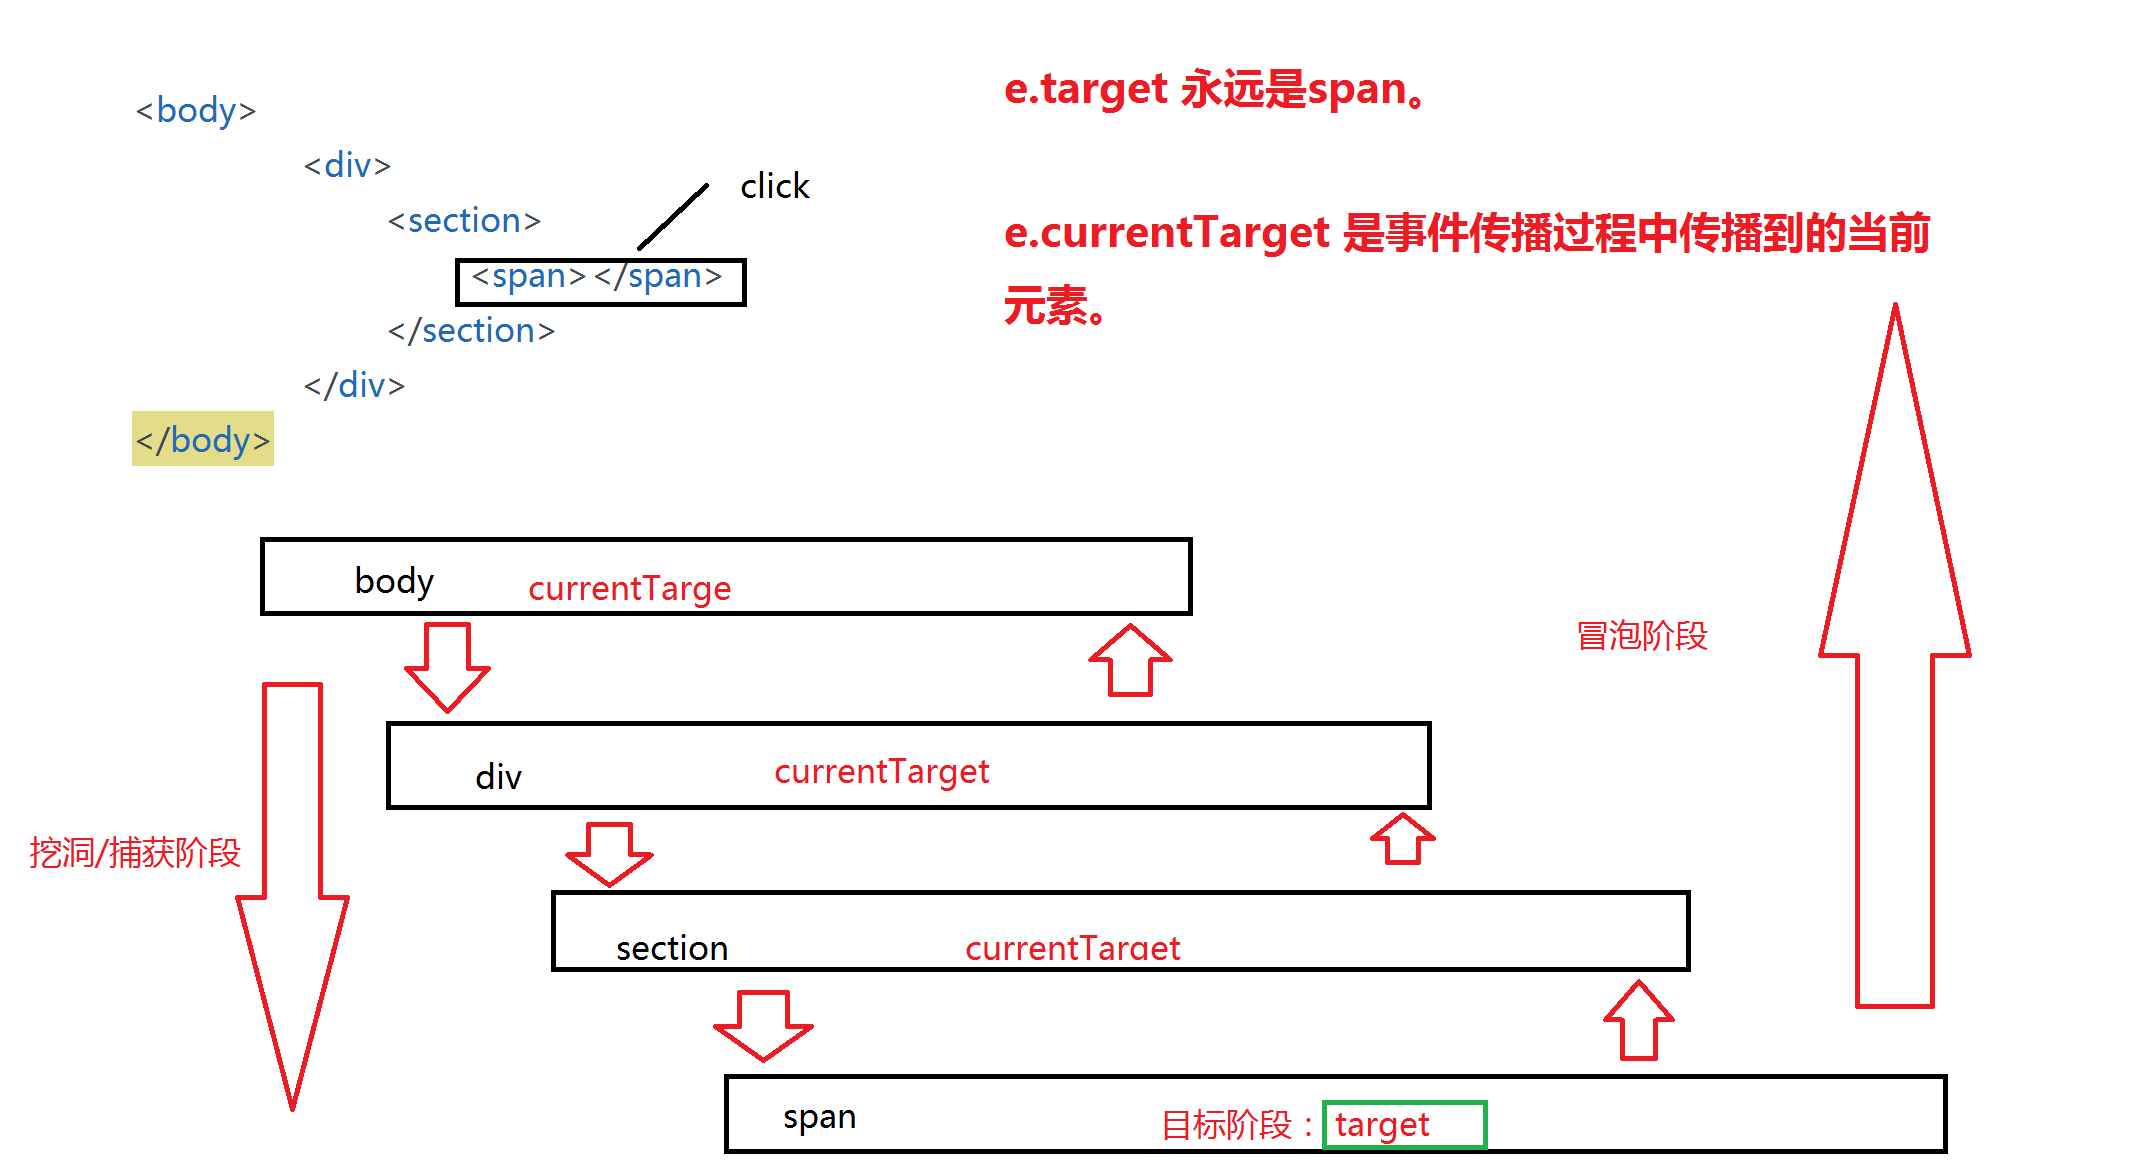 <body>
<div>
<section>
<span></span>
</section>
</div>
</body>
click
e.target 永远是span。
e.currentTarget 是事件传播过程中传播到的当前
元素。
body currentTarge
冒泡阶段
div currentTarget
挖洞/捕获阶段
section currentTarget
span 目标阶段：target